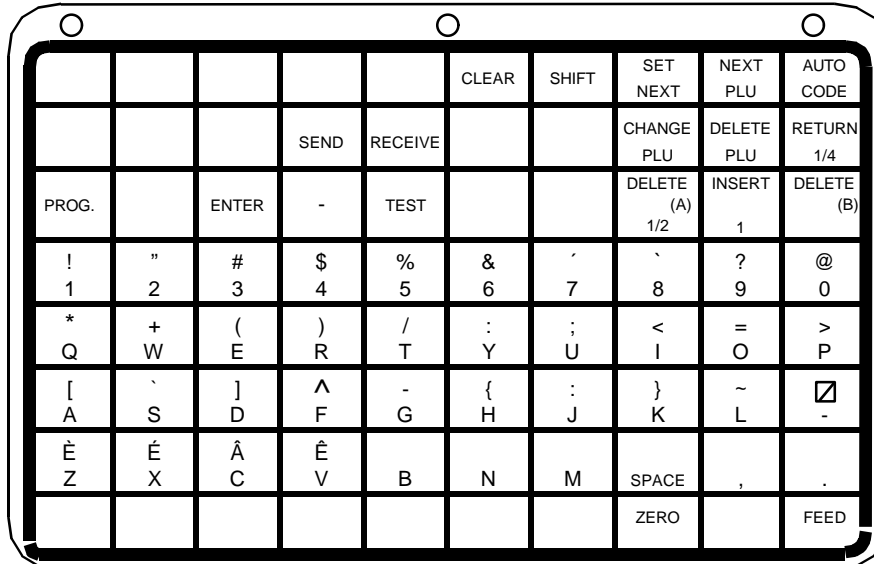 CLEAR SHIFT SET NEXT AUTO
NEXT PLU CODE
SEND RECEIVE CHANGE DELETE RETURN
PLU PLU 1/4
PROG. ENTER - TEST DELETE INSERT DELETE
(A) (B)
1/2 1
! ” # $ % & ´ ` ? @
1 2 3 4 5 6 7 8 9 0
* + ( ) / : ; < = >
Q W E R T Y U I O P
[ ` ] ^ - { : } ~
A S D F G H J K L -
È É Â Ê
Z X C V B N M SPACE , .
ZERO FEED